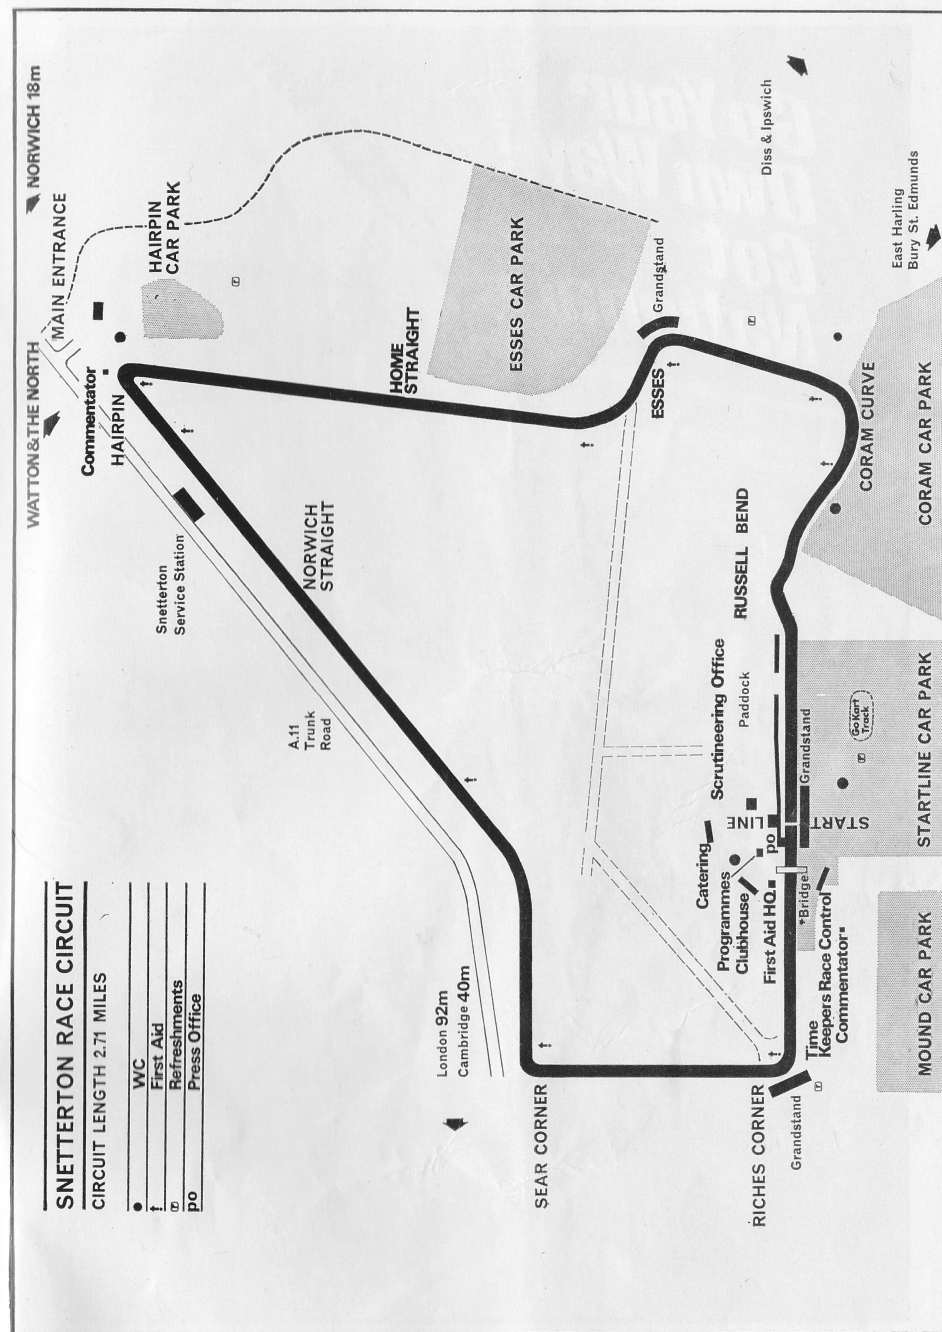 SNETTERTON RACE CIRCUIT
CIRCUIT LENGTH 2.71 MILES
● WC
† First Aid
Refreshments
po Press Office
WATTON&THE NORTH
NORWICH 18m
MAIN ENTRANCE
Commentator
HAIRPIN
HAIRPIN
CAR PARK
Snetterton
Service Station
A.11
Trunk
Road
NORWICH
STRAIGHT
HOME
STRAIGHT
ESSES CAR PARK
London 92m
Cambridge 40m
SEAR CORNER
ESSES
Grandstand
Diss & Ipswich
East Harling
Bury St. Edmunds
CORAM CURVE
CORAM CAR PARK
RUSSELL BEND
Scrutineering Office
Paddock
Catering
Programmes
Clubhouse
First Aid HQ
po
START
LINE
Grandstand
GoKart
Track
STARTLINE CAR PARK
*Bridge
Time
Keepers Race Control
Commentator
RICHES CORNER
Grandstand
MOUND CAR PARK